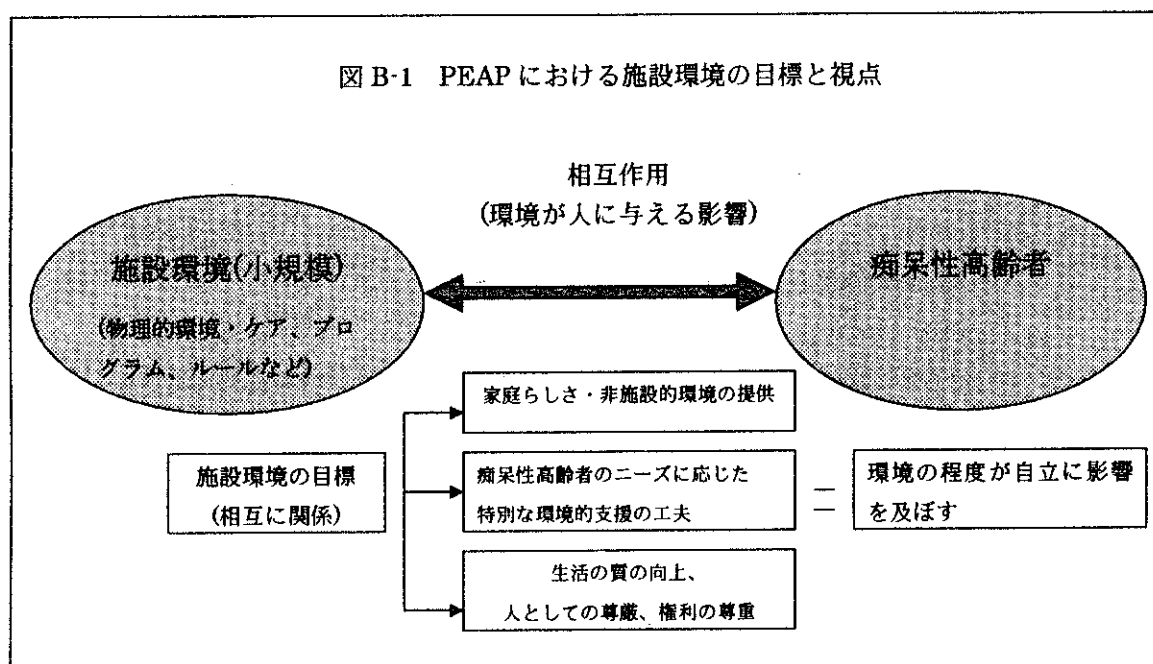 図 B-1 PEAP における施設環境の目標と視点
相互作用
(環境が人に与える影響)
施設環境(小規模)
(物理的環境・ケア、プロ
グラム、ルールなど)
痴呆性高齢者
家庭らしさ・非施設的環境の提供
施設環境の目標
(相互に関係)
痴呆性高齢者のニーズに応じた
特別な環境的支援の工夫
=
環境の程度が自立に影響
を及ぼす
生活の質の向上、
人としての尊厳、権利の尊重